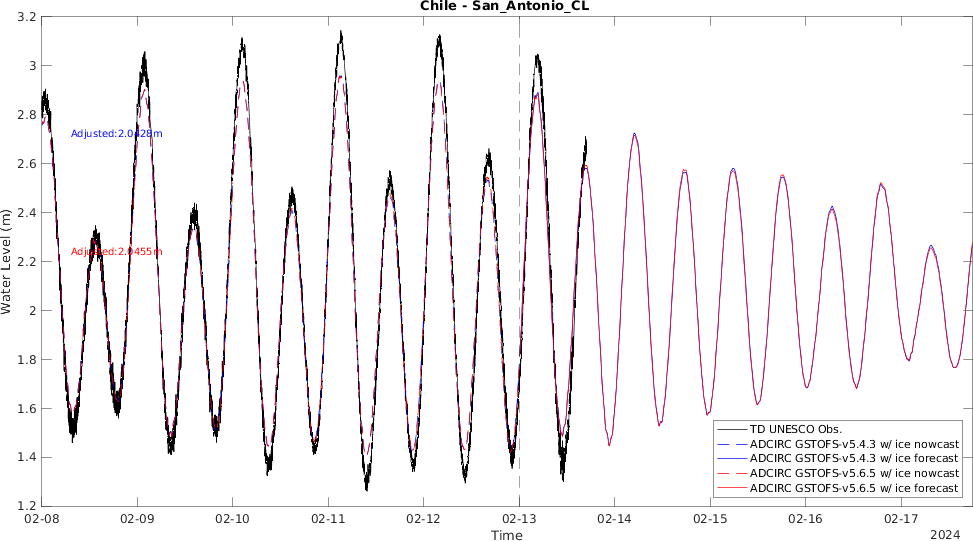 Chile - San_Antonio_CL
Water Level (m)
3.2
3
2.8
2.6
2.4
2.2
2
1.8
1.6
1.4
1.2
Adjusted:2.0428m
Adjusted:2.0455m
TD UNESCO Obs.
ADCIRC GSTOFS-v5.4.3 w/ ice nowcast
ADCIRC GSTOFS-v5.4.3 w/ ice forecast
ADCIRC GSTOFS-v5.6.5 w/ ice nowcast
ADCIRC GSTOFS-v5.6.5 w/ ice forecast
02-08 02-09 02-10 02-11 02-12 02-13 02-14 02-15 02-16 02-17
Time
2024